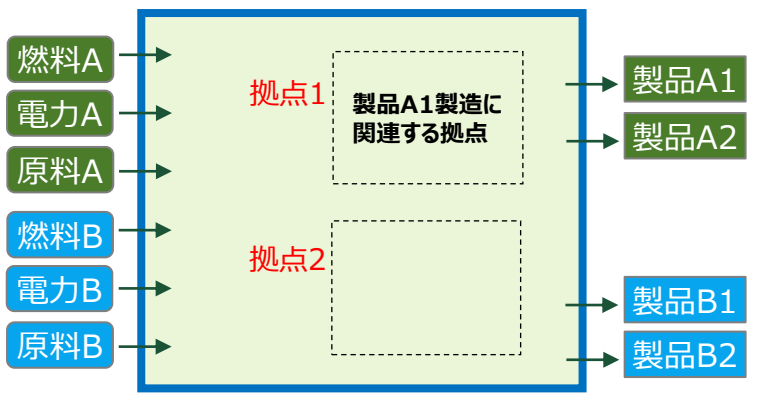 燃料A
電力A
原料A
燃料B
電力B
原料B
拠点1
製品A1製造に
関連する拠点
拠点2
製品A1
製品A2
製品B1
製品B2